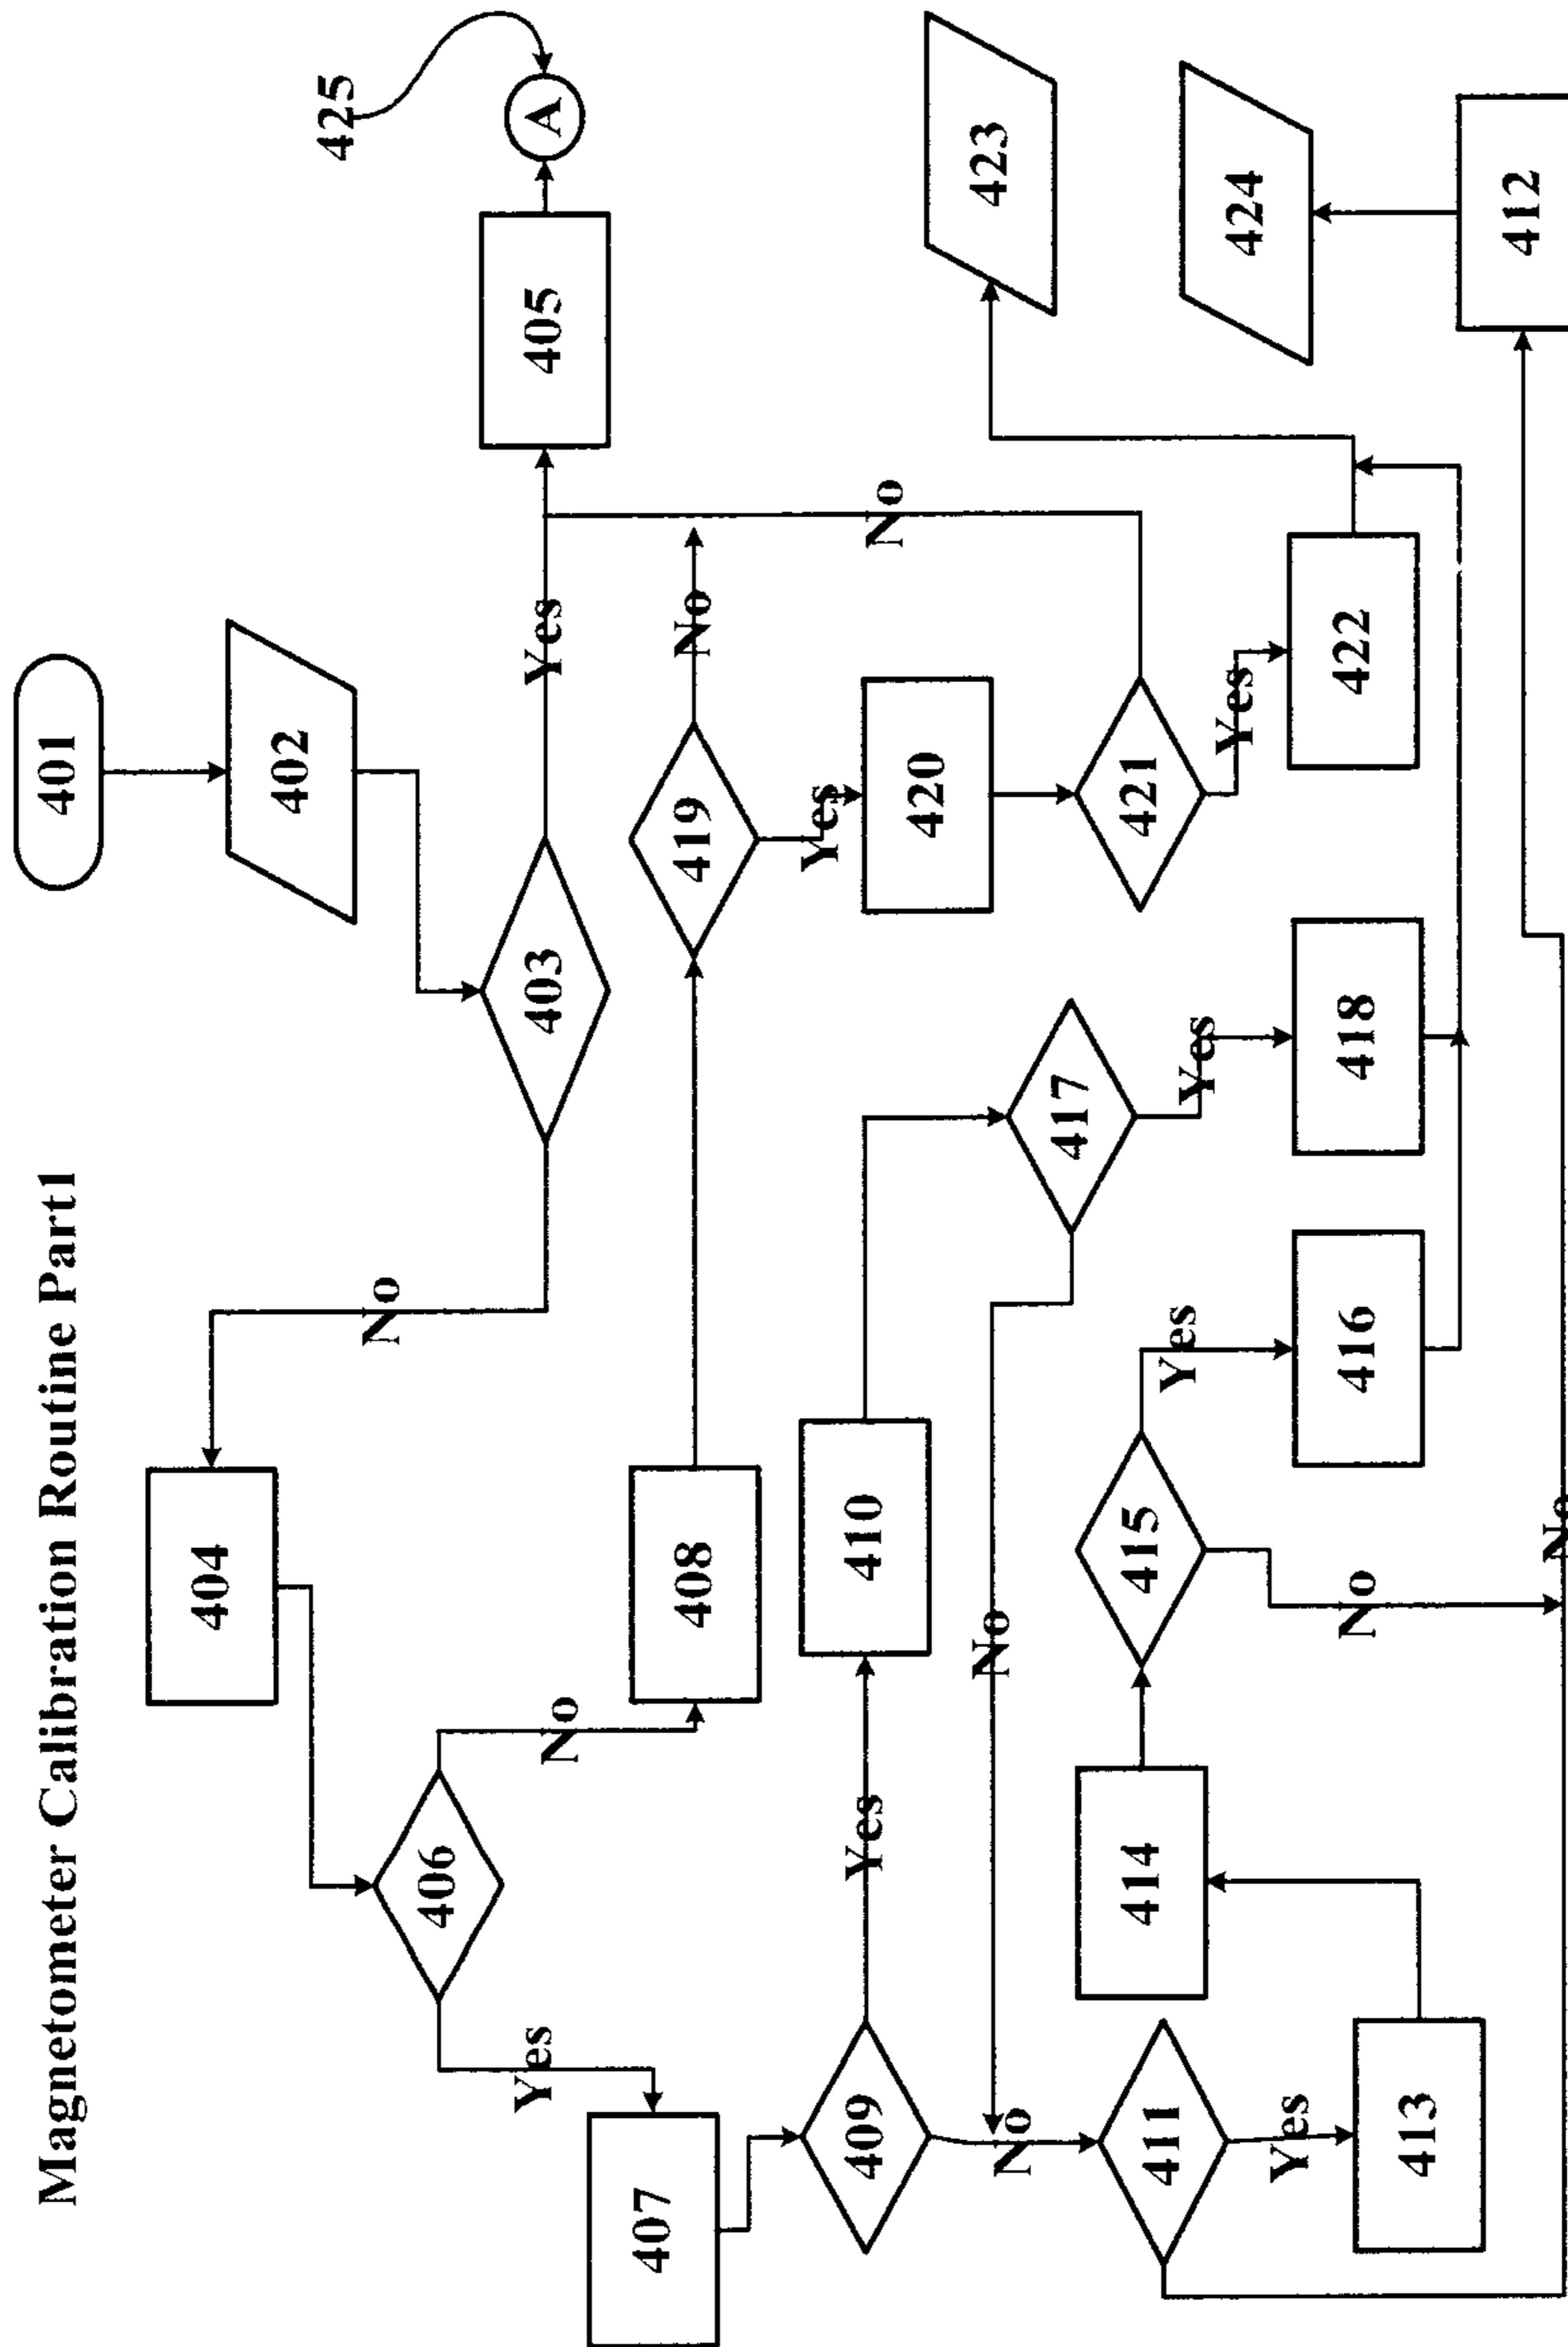 Magnetometer Calibration Routine Part1
401
402
404
425
No
406
403
Yes
405
A
Yes
No
407
408
419
No
Yes
409
Yes
410
420
No
No
423
No
417
414
415
421
411
Yes
Yes
Yes
424
Yes
416
418
422
No
413
412
No